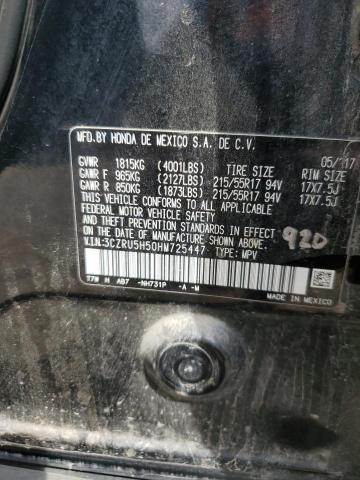 MFD.BY HONDA DE MEXICO S.A. DE C.V.
05/17
GVWR 1815KG (4001LBS) TIRE SIZE RIM SIZE
GAWR F 965KG (2127LBS) 215/55R17 94V 17X7.5J
GAWR R 850KG (1873LBS) 215/55R17 94V 17X7.5J
THIS VEHICLE CONFORMS TO ALL APPLICABLE
FEDERAL MOTOR VEHICLE SAFETY AND
THEFT PREVENTION STANDARDS IN EFFECT ON
THE DATE OF MANUFACTURE SHOWN ABOVE.
V.I.N:3CZRU5H50HM725447 TYPE: MPV
920
T7W H AB7 -NH731P -A -M
MADE IN MEXICO